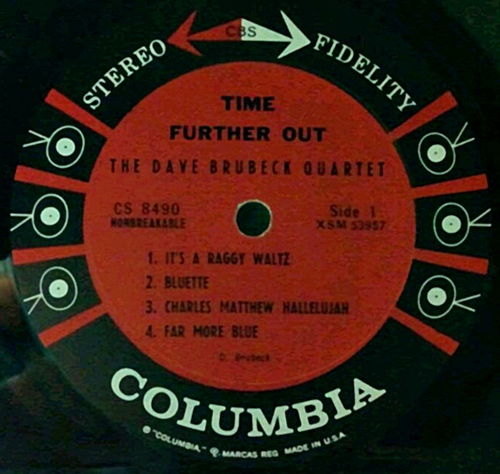 CBS
STEREO FIDELITY
TIME
FURTHER OUT
THE DAVE BRUBECK QUARTET
CS 8490 Side 1
NONBREAKABLE XSM 53957
1. IT'S A RAGGY WALTZ
2. BLUETTE
3. CHARLES MATTHEW HALLELUJAH
4. FAR MORE BLUE
D. Brubeck
COLUMBIA
® "COLUMBIA," MARCAS REG MADE IN U.S.A.